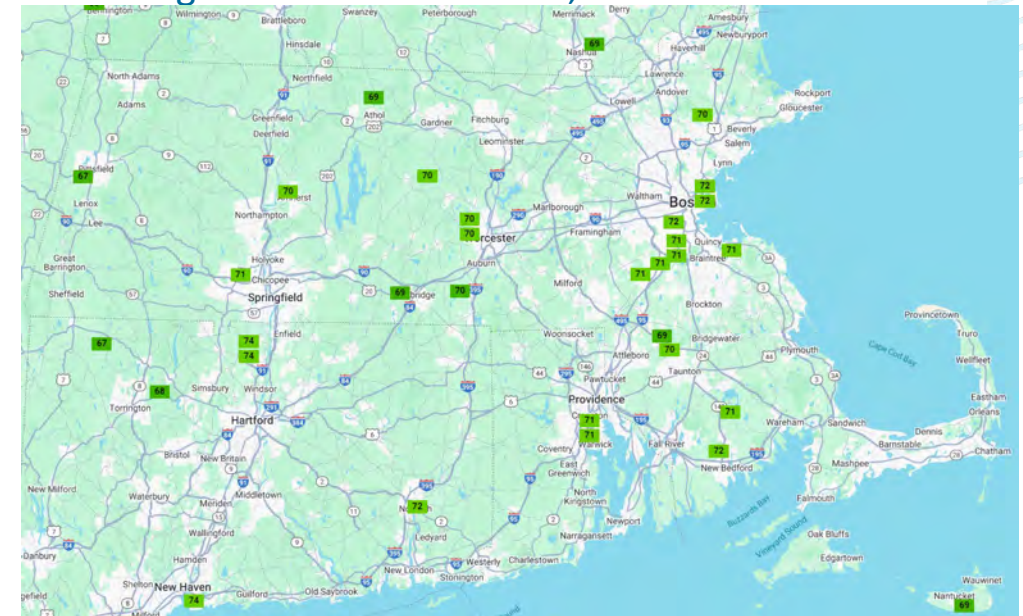 Bennington
Wilmington
Brattleboro
Swanzey
Peterborough
Merrimack
Derry
Amesbury
Newburyport
Hinsdale
Nashua
69
Haverhill
North Adams
Northfield
Lawrence
Andover
Adams
69
Athol
Greenfield
Deerfield
Gardner
Fitchburg
Leominster
Lowell
Rockport
Gloucester
70
Beverly
Salem
Lynn
67
Lenox
Lee
70
Northampton
70
Marlborough
Waltham
72
72
70
70
Auburn
Framingham
72
71
Quincy
71
Braintree
71
71
71
Great
Barrington
Holyoke
71
Chicopee
Springfield
69
70
Milford
Sheffield
Brockton
Enfield
Woonsocket
Provincetown
Truro
67
74
74
69
Bridgewater
70
Attleboro
Taunton
Plymouth
Cape Cod Bay
Wellfleet
68
Simsbury
Windsor
Torrington
Pawtucket
Providence
Eastham
Orleans
Hartford
71
71
Warwick
71
Wareham
Sandwich
Dennis
Barnstable
Chatham
Bristol
New Britain
Coventry
East
Greenwich
Fall River
72
New Bedford
Mashpee
New Milford
Waterbury
Middletown
Meriden
72
North
Kingstown
Falmouth
Buzzards Bay
Wallingford
Ledyard
Newport
Narragansett
Vineyard Sound
Oak Bluffs
Edgartown
Danbury
Hamden
Westerly
Charlestown
New London
Stonington
Shelton
New Haven
74
Guilford
Old Saybrook
Milford
Wauwinet
Nantucket
69